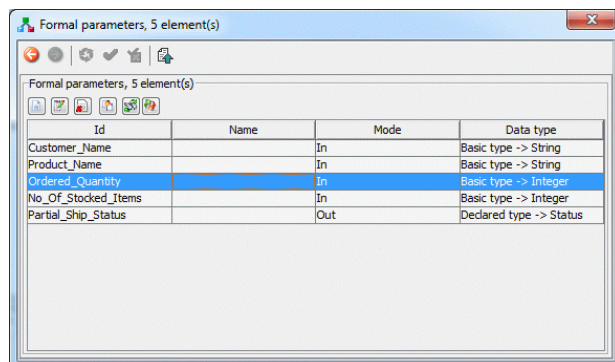 Formal parameters, 5 element(s)
Formal parameters, 5 element(s)
Id Name Mode Data type
Customer_Name In Basic type -> String
Product_Name In Basic type -> String
Ordered_Quantity In Basic type -> Integer
No_Of_Stocked_Items In Basic type -> Integer
Partial_Ship_Status Out Declared type -> Status